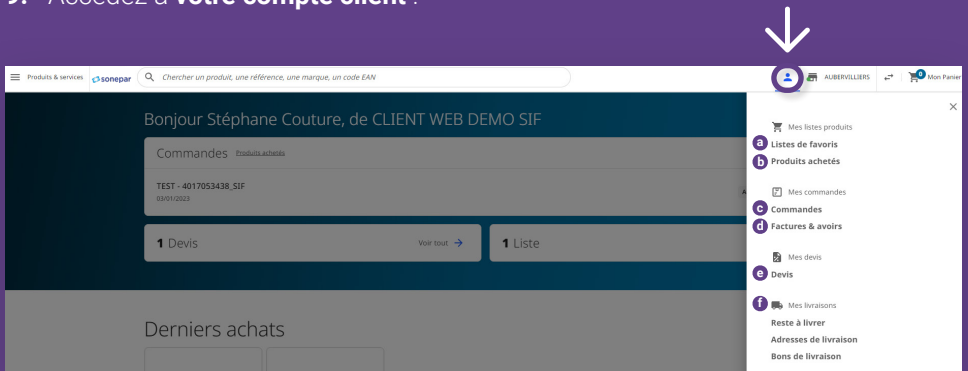 9. Accédez à votre compte client :
Produits & services sonepar Chercher un produit, une référence, une marque, un code EAN AUBERVILLIERS 0 Mon Panier
Bonjour Stéphane Couture, de CLIENT WEB DEMO SIF
Commandes Produits achetés
TEST - 4017053438_SIF
03/01/2023
1 Devis Voir tout → 1 Liste
Derniers achats
Mes listes produits
a Listes de favoris
b Produits achetés
Mes commandes
c Commandes
d Factures & avoirs
Mes devis
e Devis
f Mes livraisons
Reste à livrer
Adresses de livraison
Bons de livraison